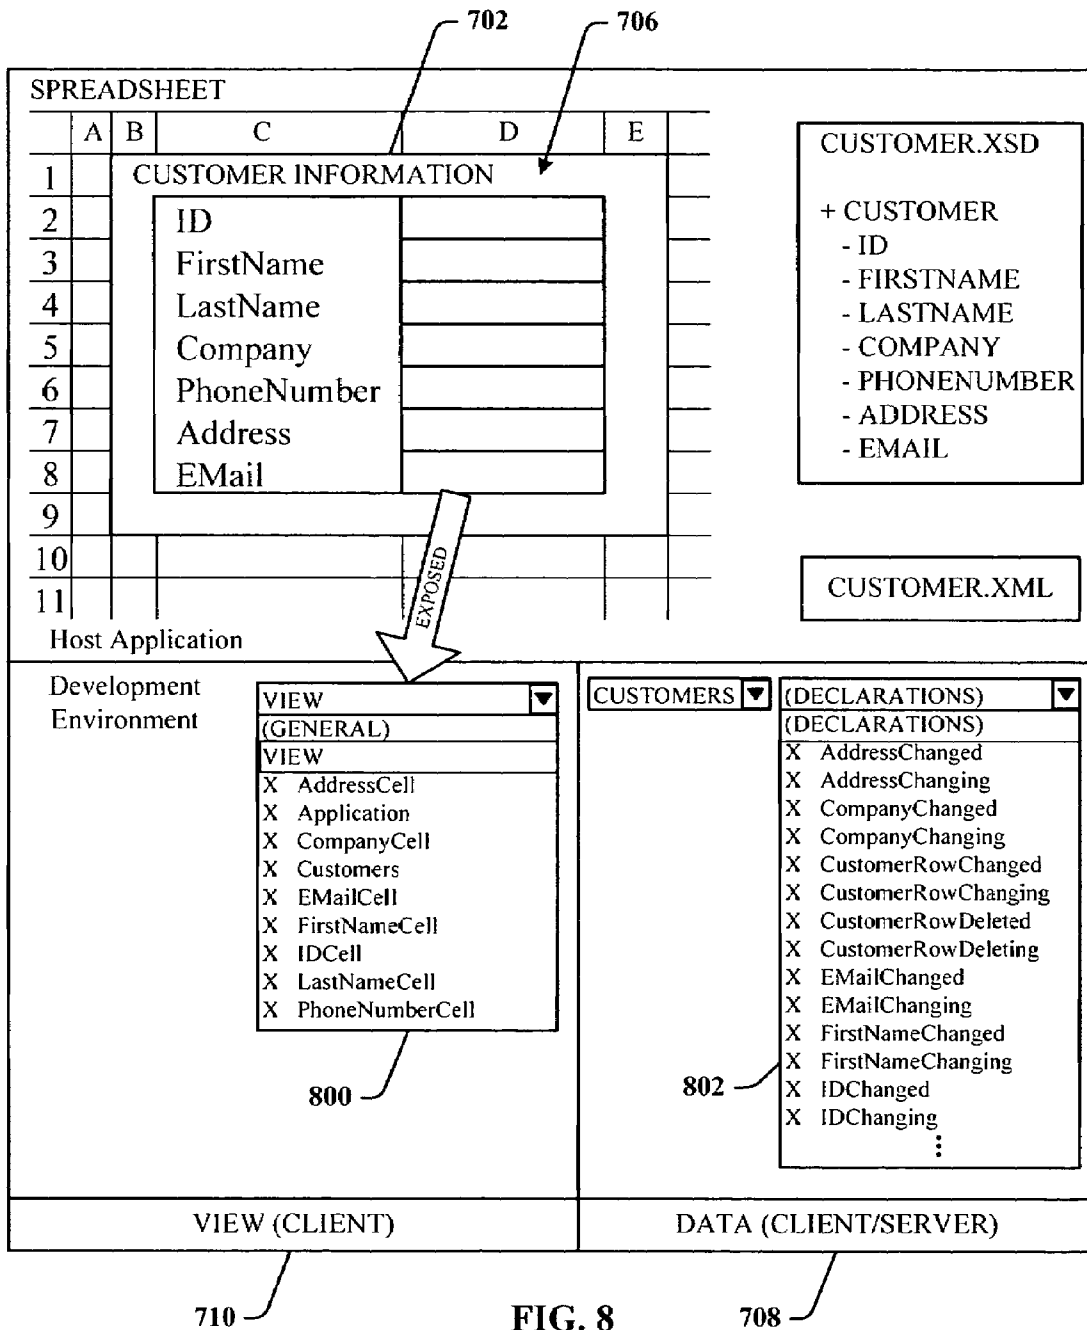 702
706
SPREADSHEET
A B C D E
1 CUSTOMER INFORMATION
2 ID
3 FirstName
4 LastName
5 Company
6 PhoneNumber
7 Address
8 EMail
9
10
11
CUSTOMER.XSD
+ CUSTOMER
- ID
- FIRSTNAME
- LASTNAME
- COMPANY
- PHONENUMBER
- ADDRESS
- EMAIL
CUSTOMER.XML
EXPOSED
Host Application
Development
Environment
VIEW
(GENERAL)
VIEW
X AddressCell
X Application
X CompanyCell
X Customers
X EMailCell
X FirstNameCell
X IDCell
X LastNameCell
X PhoneNumberCell
800
CUSTOMERS
(DECLARATIONS)
(DECLARATIONS)
X AddressChanged
X AddressChanging
X CompanyChanged
X CompanyChanging
X CustomerRowChanged
X CustomerRowChanging
X CustomerRowDeleted
X CustomerRowDeleting
X EMailChanged
X EMailChanging
X FirstNameChanged
X FirstNameChanging
X IDChanged
X IDChanging
802
VIEW (CLIENT)
DATA (CLIENT/SERVER)
710
FIG. 8
708